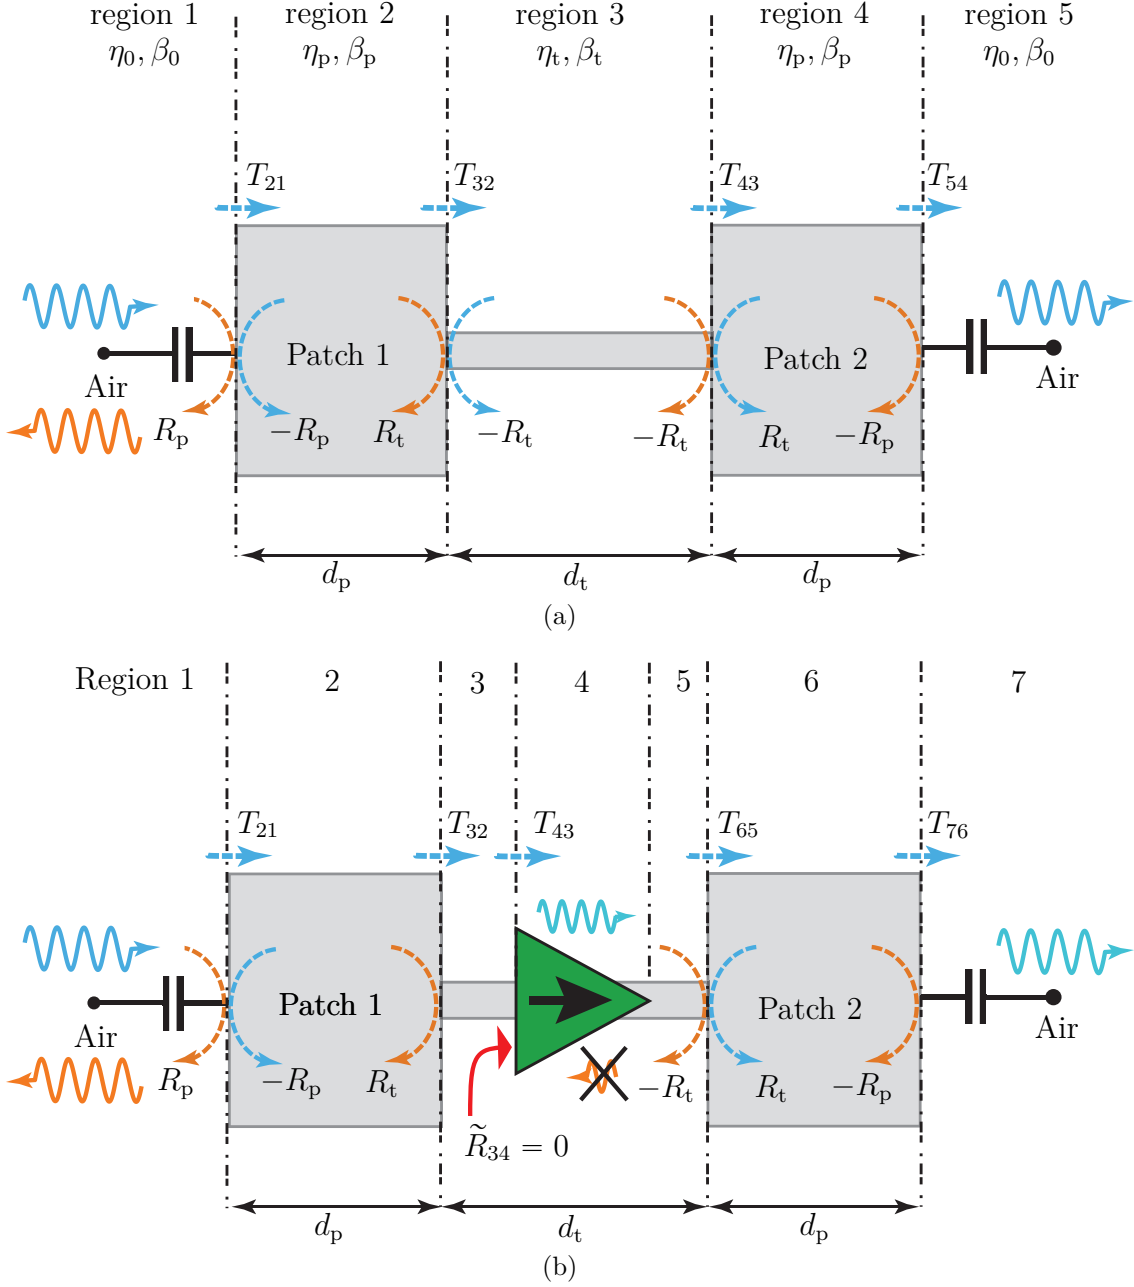 region 1 region 2 region 3 region 4 region 5
η₀, β₀ ηₚ, βₚ ηₜ, βₜ ηₚ, βₚ η₀, β₀
T₂₁ T₃₂ T₄₃ T₅₄
Patch 1 Patch 2
Air Air
Rₚ −Rₚ Rₜ −Rₜ −Rₜ Rₜ −Rₚ
dₚ dₜ dₚ
(a)
Region 1 2 3 4 5 6 7
T₂₁ T₃₂ T₄₃ T₆₅ T₇₆
Patch 1 Patch 2
Air Air
Rₚ −Rₚ Rₜ −Rₜ Rₜ −Rₚ
R̃₃₄ = 0
dₚ dₜ dₚ
(b)